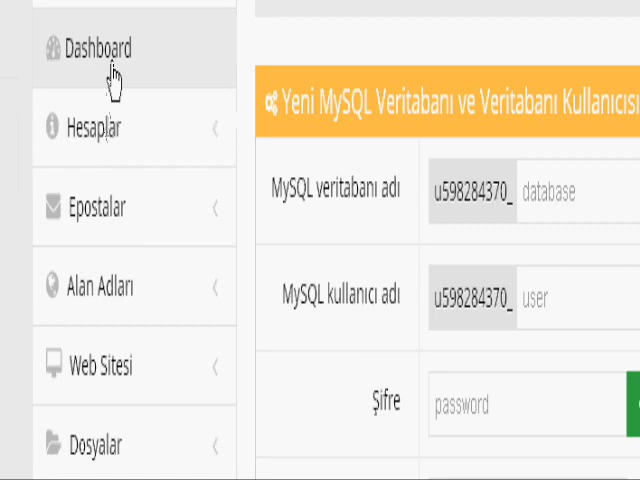 Dashboard
Hesaplar
Epostalar
Alan Adları
Web Sitesi
Dosyalar
Yeni MySQL Veritabanı ve Veritabanı Kullanıcısı
MySQL veritabanı adı
u598284370_ database
MySQL kullanıcı adı
u598284370_ user
Şifre
password